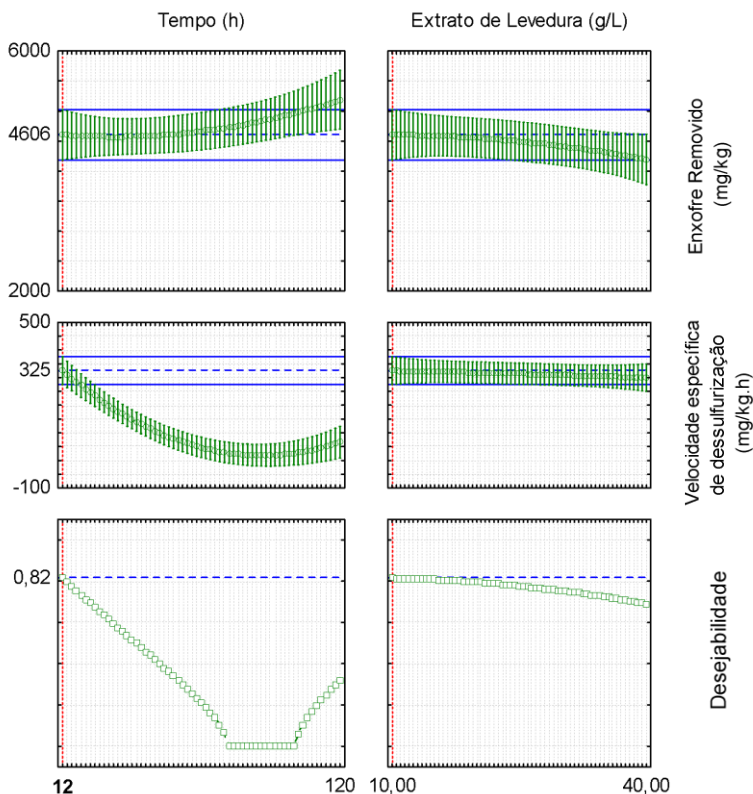 Tempo (h)
Extrato de Levedura (g/L)
6000
4606
2000
Enxofre Removido
(mg/kg)
500
325
-100
Velocidade específica
de dessulfurização
(mg/kg.h)
0,82
Desejabilidade
12
120
10,00
40,00